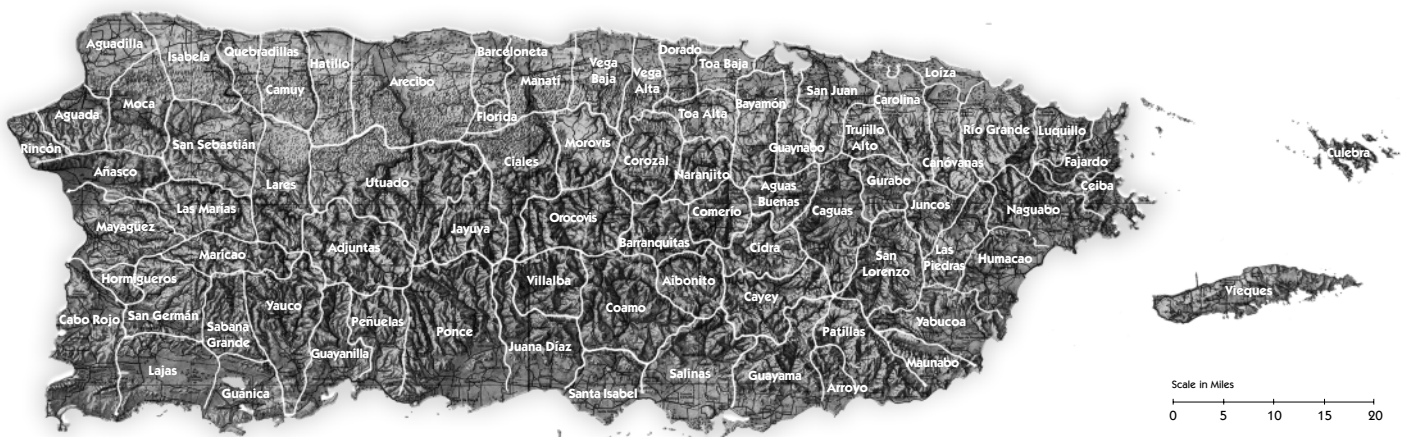 Aguadilla
Isabela
Quebradillas
Hatillo
Camuy
Arecibo
Barceloneta
Manatí
Florida
Vega
Baja
Vega
Alta
Dorado
Toa Baja
Toa Alta
Bayamón
San Juan
Guaynabo
Carolina
Loíza
Trujillo
Alto
Canóvanas
Río Grande
Luquillo
Fajardo
Ceiba
Culebra
Moca
Aguada
Rincón
San Sebastián
Añasco
Lares
Utuado
Ciales
Morovis
Corozal
Naranjito
Aguas
Buenas
Gurabo
Juncos
Naguabo
Las Marías
Mayagüez
Maricao
Adjuntas
Jayuya
Orocovis
Barranquitas
Comerío
Cidra
Caguas
San
Lorenzo
Las
Piedras
Humacao
Hormigueros
Cabo Rojo
San Germán
Sabana
Grande
Yauco
Guayanilla
Peñuelas
Ponce
Villalba
Juana Díaz
Coamo
Aibonito
Cayey
Patillas
Yabucoa
Maunabo
Vieques
Lajas
Guánica
Santa Isabel
Salinas
Guayama
Arroyo
Scale in Miles
0 5 10 15 20